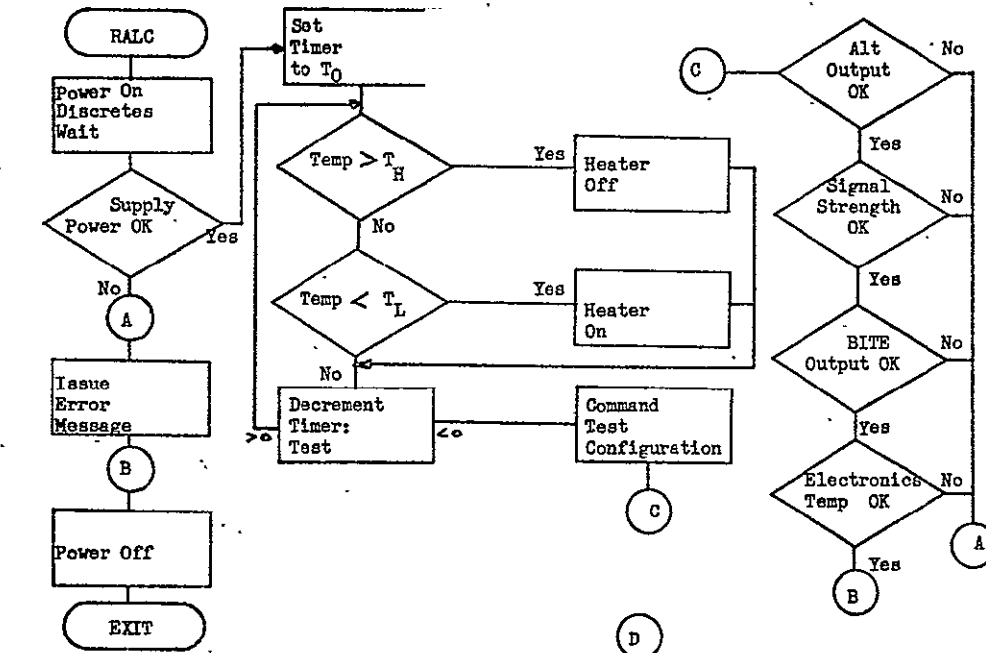 RALC
Power On
Discretes
Wait
Supply
Power OK
Yes
No
A
Issue
Error
Message
B
Power Off
EXIT
Set
Timer
to T0
Temp > TH
Yes
Heater
Off
No
Temp < TL
Yes
Heater
On
No
Decrement
Timer:
Test
>0
<0
Command
Test
Configuration
C
D
C
Alt
Output
OK
No
Yes
Signal
Strength
OK
No
Yes
BITE
Output OK
No
Yes
Electronics
Temp OK
No
A
Yes
B